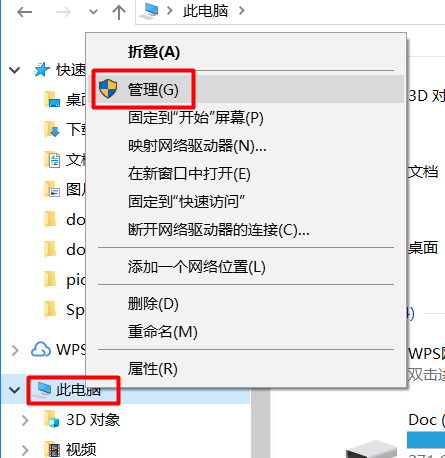 此电脑
折叠(A)
管理(G)
固定到"开始"屏幕(P)
映射网络驱动器(N)...
在新窗口中打开(E)
固定到"快速访问"
断开网络驱动器的连接(C)...
添加一个网络位置(L)
删除(D)
重命名(M)
属性(R)
快速
桌面
下载
文档
图片
do
do
pic
Sp
WPS
此电脑
3D 对象
视频
3D 对
文档
桌面
4)
WPS网
双击进
Doc (